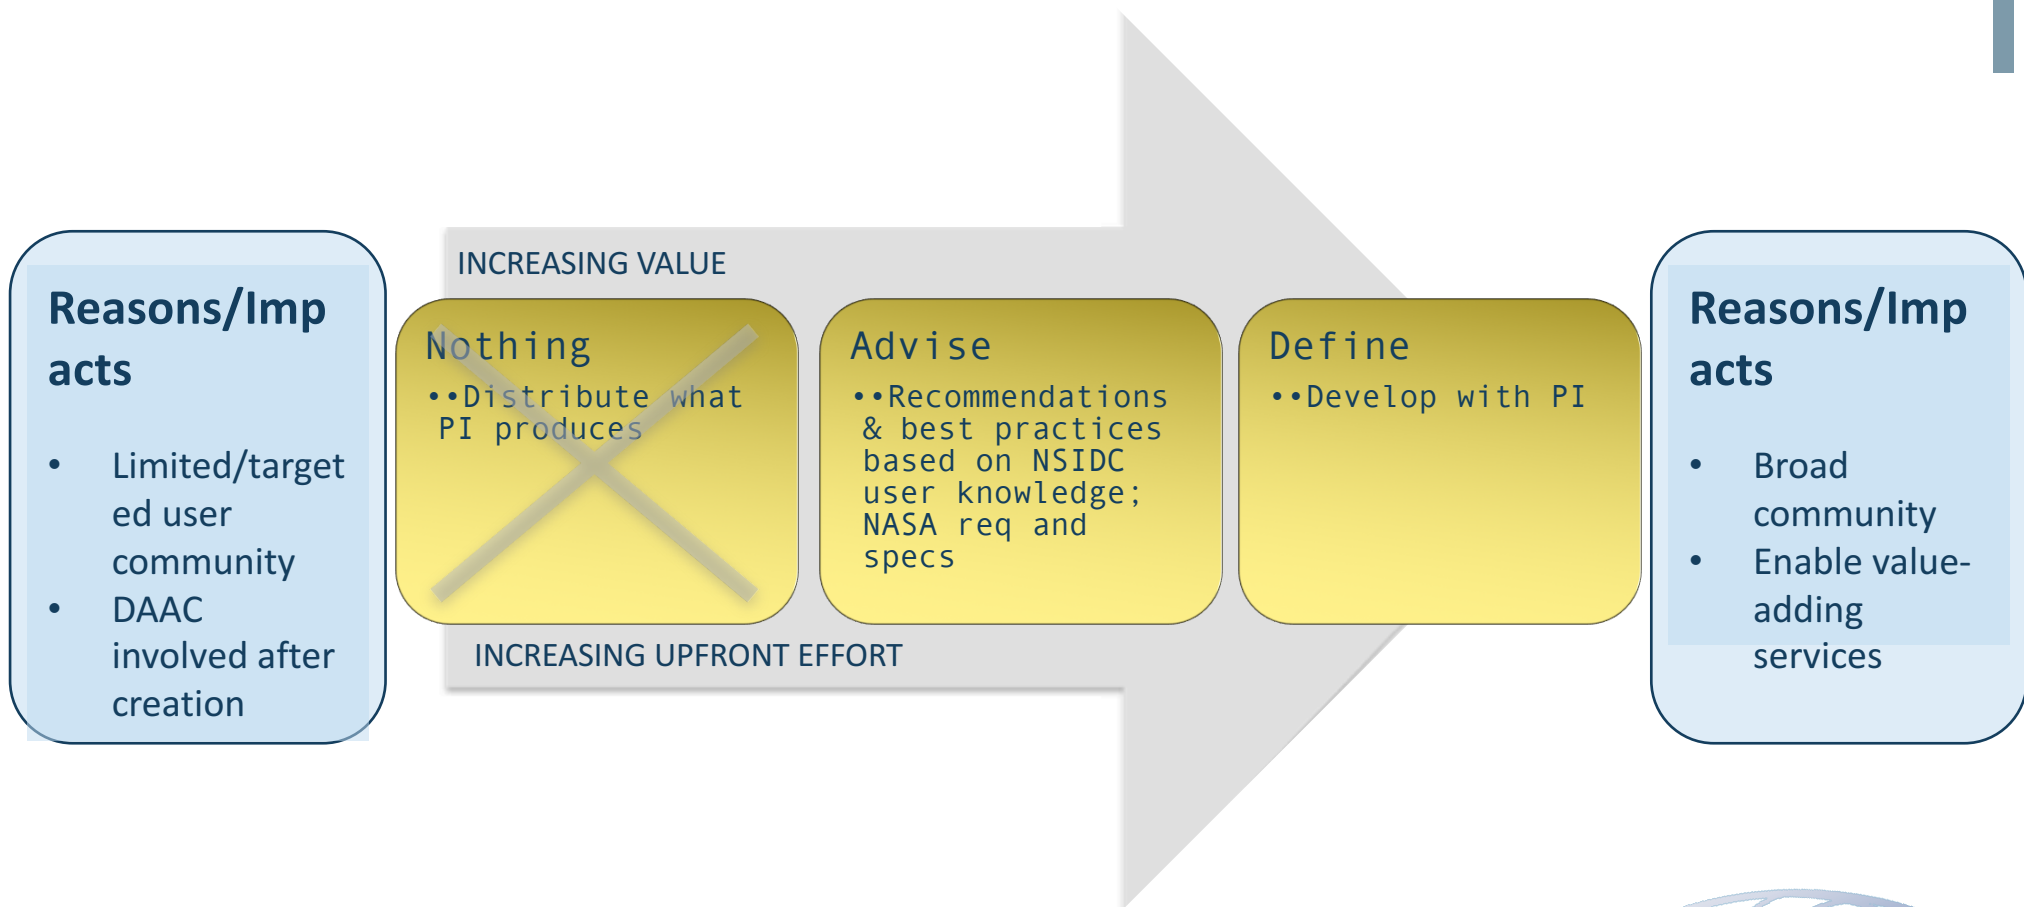 Reasons/Imp
acts
• Limited/target
ed user
community
• DAAC
involved after
creation
INCREASING VALUE
Nothing
••Distribute what
PI produces
Advise
••Recommendations
& best practices
based on NSIDC
user knowledge;
NASA req and
specs
Define
••Develop with PI
INCREASING UPFRONT EFFORT
Reasons/Imp
acts
• Broad
community
• Enable value-
adding
services